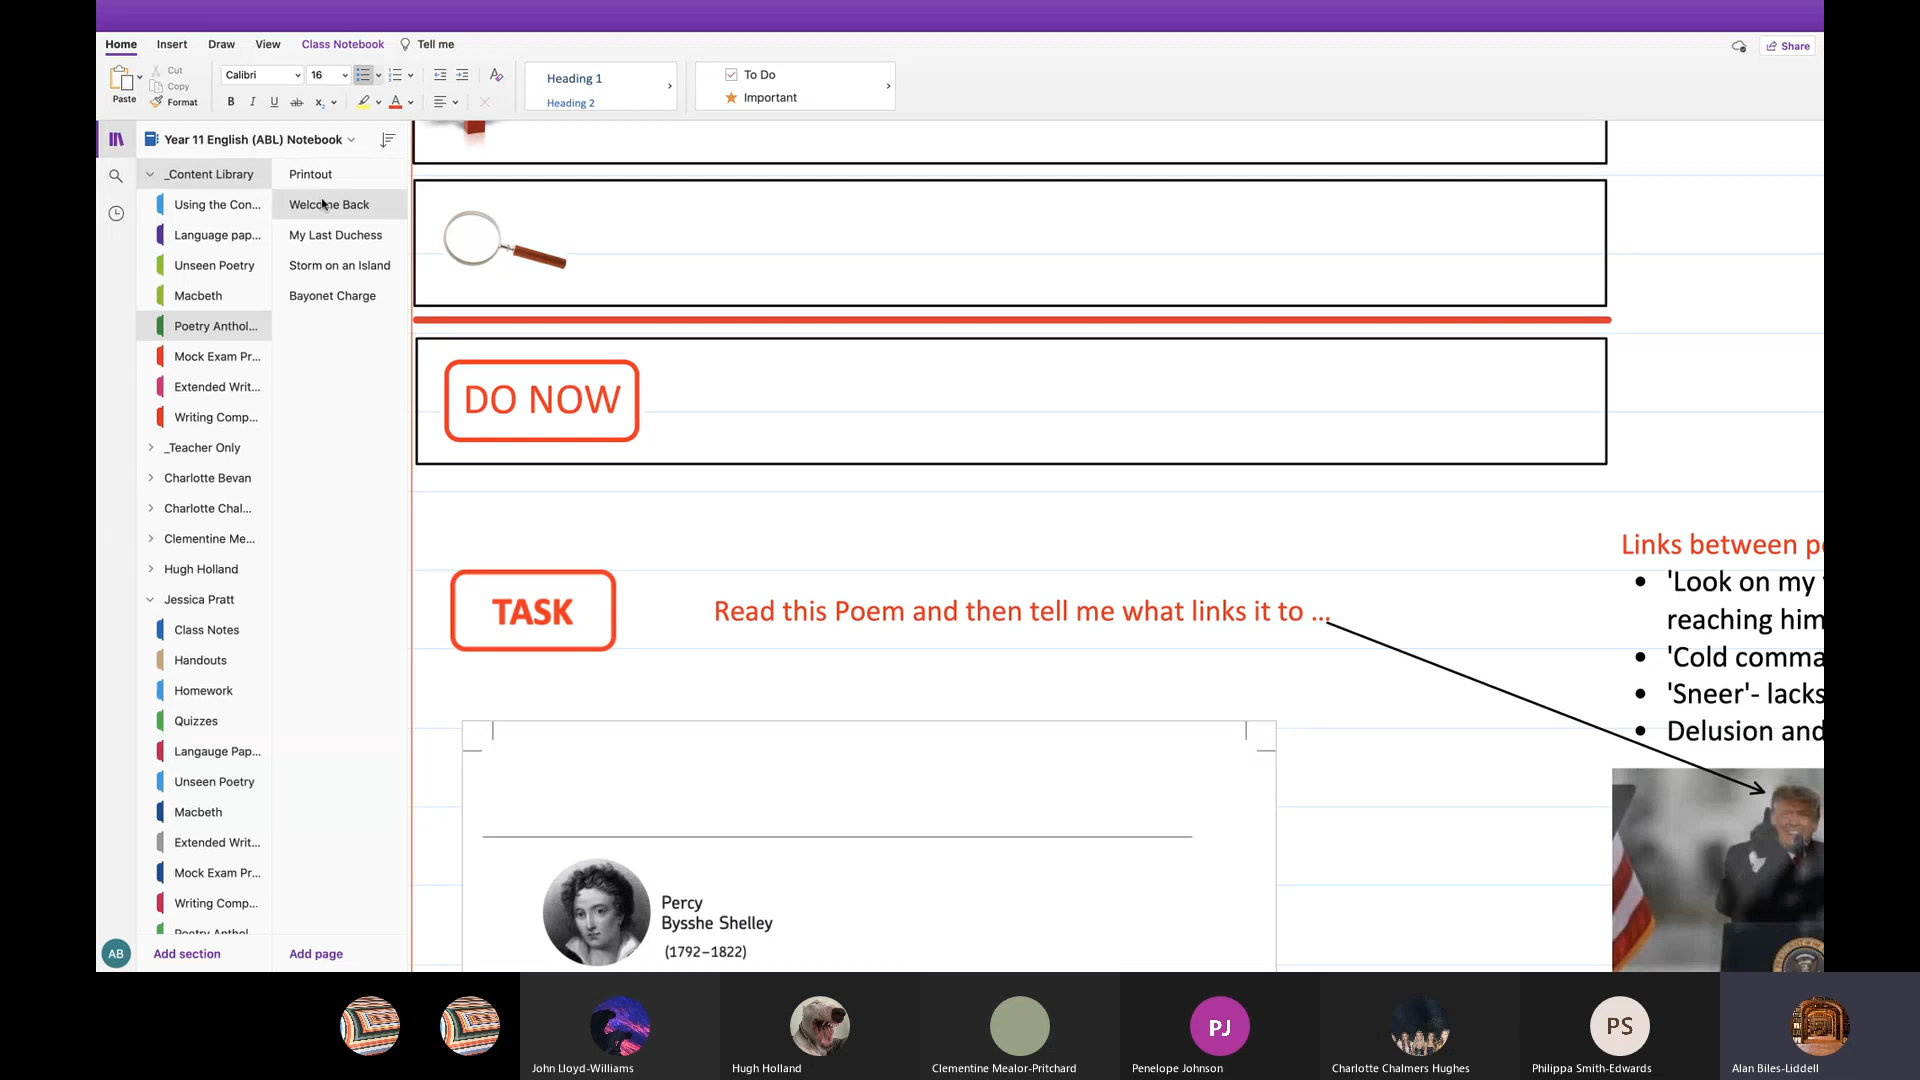 Home Insert Draw View Class Notebook Tell me Share
Paste Cut Copy Format
Calibri 16 Heading 1 To Do
B I U ab x₂ A Heading 2 Important
Year 11 English (ABL) Notebook
_Content Library
Using the Con...
Language pap...
Unseen Poetry
Macbeth
Poetry Anthol...
Mock Exam Pr...
Extended Writ...
Writing Comp...
_Teacher Only
Charlotte Bevan
Charlotte Chal...
Clementine Me...
Hugh Holland
Jessica Pratt
Class Notes
Handouts
Homework
Quizzes
Langauge Pap...
Unseen Poetry
Macbeth
Extended Writ...
Mock Exam Pr...
Writing Comp...
Poetry Anthol...
AB
Add section
Printout
Welcome Back
My Last Duchess
Storm on an Island
Bayonet Charge
Add page
DO NOW
TASK
Read this Poem and then tell me what links it to ...
Links between
'Look on my
reaching him
'Cold comma
'Sneer'- lacks
Delusion and
Percy
Bysshe Shelley
(1792–1822)
PJ
PS
John Lloyd-Williams
Hugh Holland
Clementine Mealor-Pritchard
Penelope Johnson
Charlotte Chalmers Hughes
Philippa Smith-Edwards
Alan Biles-Liddell